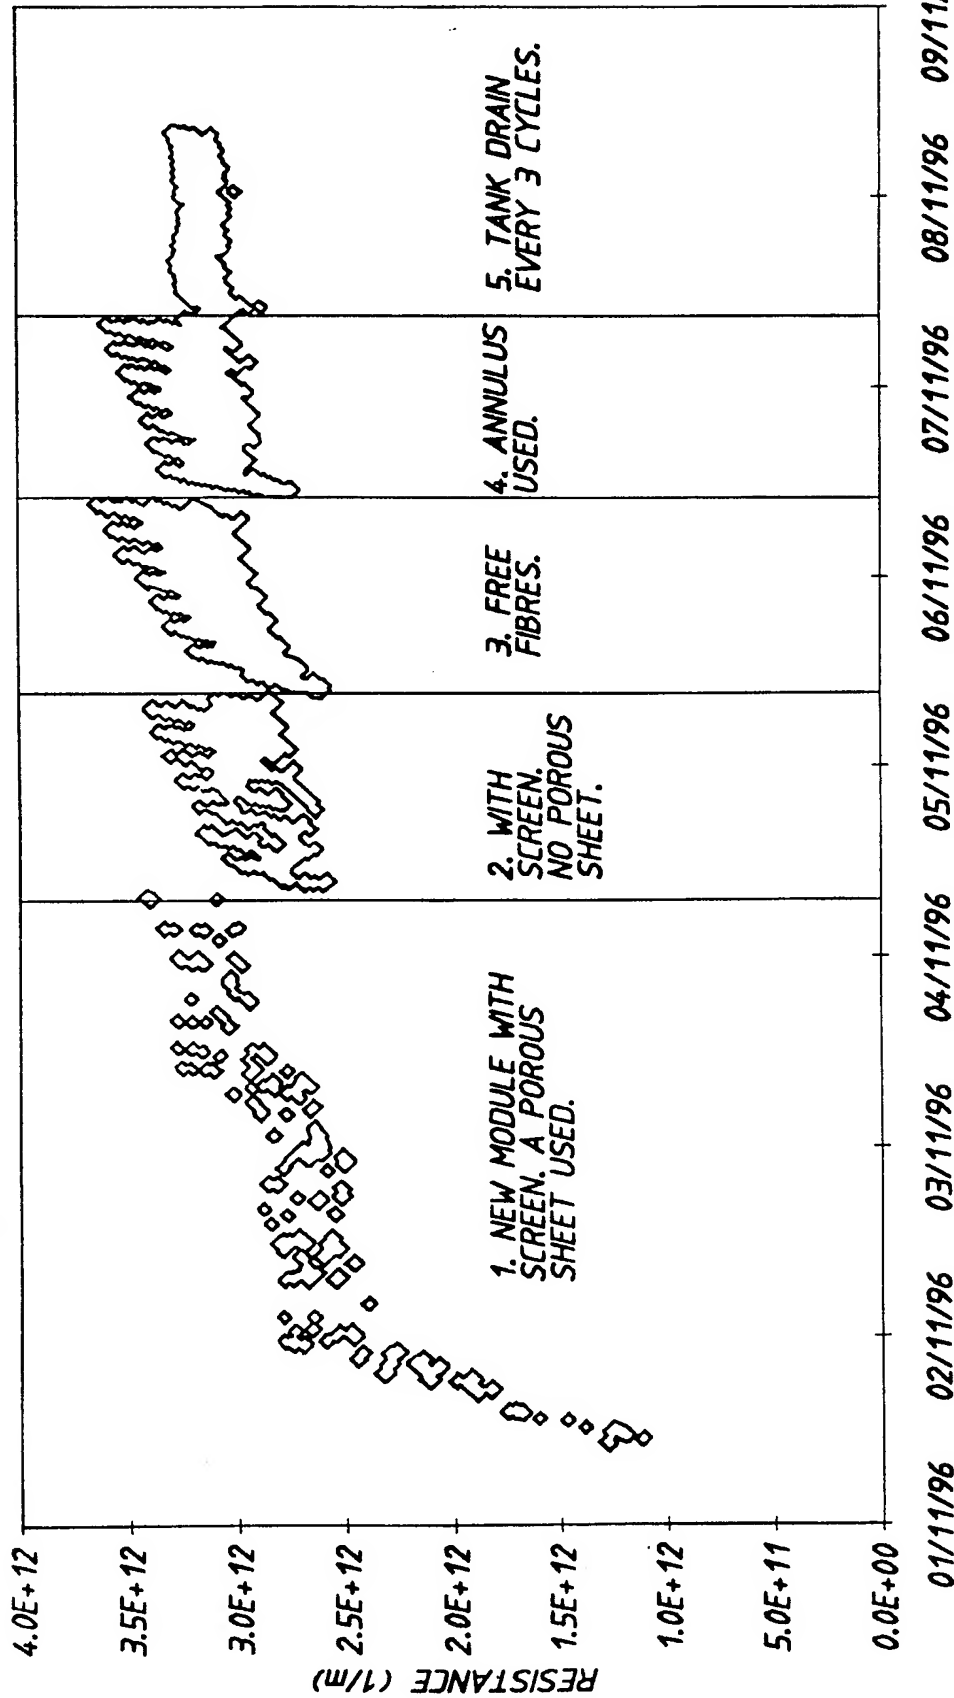 4.0E+12
3.5E+12
3.0E+12
2.5E+12
2.0E+12
1.5E+12
1.0E+12
5.0E+11
0.0E+00
RESISTANCE (1/m)
1. NEW MODULE WITH
SCREEN. A POROUS
SHEET USED.
2. WITH
SCREEN.
NO POROUS
SHEET.
3. FREE
FIBRES.
4. ANNULUS
USED.
5. TANK DRAIN
EVERY 3 CYCLES.
01/11/96
02/11/96
03/11/96
04/11/96
05/11/96
06/11/96
07/11/96
08/11/96
09/11/